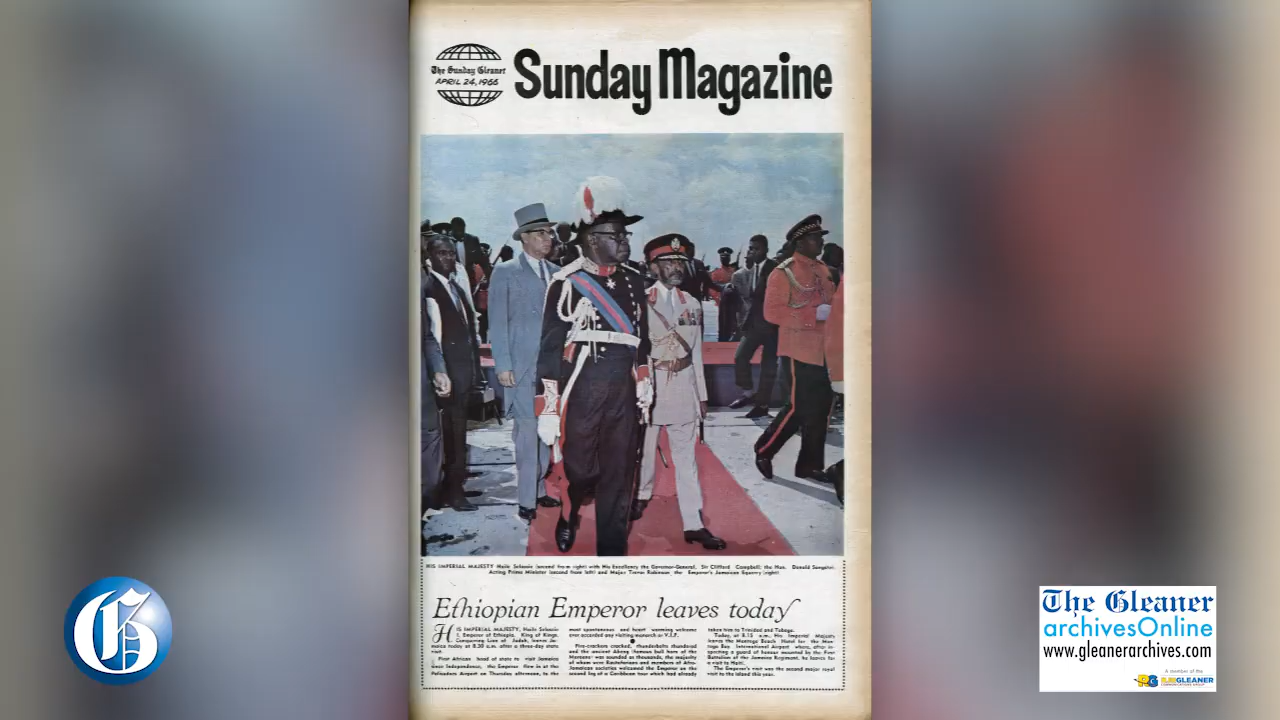 The Sunday Gleaner
APRIL 24, 1966
Sunday Magazine
HIS IMPERIAL MAJESTY Haile Selassie (second from right) with His Excellency the Governor-General, Sir Clifford Campbell; the Hon. Donald Sangster,
Acting Prime Minister (second from left) and Major Trevor Robinson, the Emperor's Jamaican Equerry (right)
Ethiopian Emperor leaves today
HIS IMPERIAL MAJESTY, Haile Selassie
I, Emperor of Ethiopia, King of Kings,
Conquering Lion of Judah, leaves Ja-
maica today at 8.30 a.m. after a three-day state
visit.
First African head of state to visit Jamaica
since Independence, the Emperor flew in at the
Palisadoes Airport on Thursday afternoon, to the
most spontaneous and heart warming welcome
ever accorded any visiting monarch or V.I.P.
Fire-crackers cracked, thunderbolts thundered
and the ancient Abeng (famous bull horn of the
Maroons) was sounded as thousands, the majority
of whom were Rastafarians and members of Afro-
Jamaican societies welcomed the Emperor on the
second leg of a Caribbean tour which had already
taken him to Trinidad and Tobago.
Today, at 8.15 a.m., His Imperial Majesty
leaves the Montego Beach Hotel for the Mon-
tego Bay International Airport where, after in-
specting a guard of honour mounted by the First
Battalion of the Jamaica Regiment, he leaves for
a visit to Haiti.
The Emperor's visit was the second major royal
visit to the island this year.
G
The Gleaner
archivesOnline
www.gleanerarchives.com
A member of the
RJRGLEANER
COMMUNICATIONS GROUP